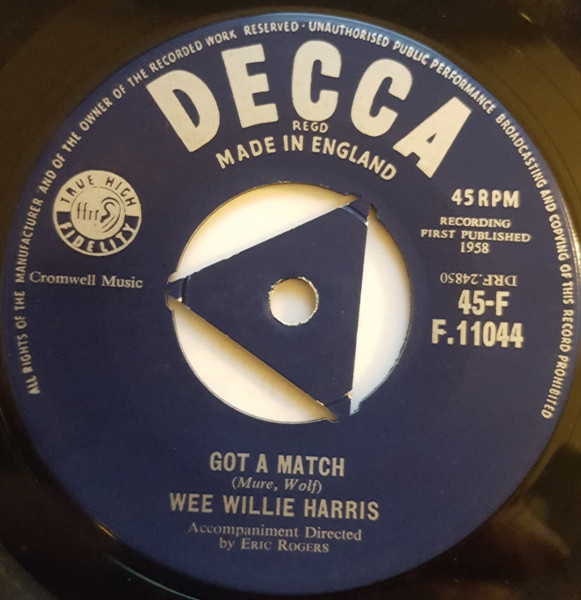 ALL RIGHTS OF THE MANUFACTURER AND OF THE OWNER OF THE RECORDED WORK RESERVED · UNAUTHORISED PUBLIC PERFORMANCE BROADCASTING AND COPYING OF THIS RECORD PROHIBITED
DECCA
REGD
MADE IN ENGLAND
TRUE HIGH
ffrr
FIDELITY
45 RPM
RECORDING
FIRST PUBLISHED
1958
Cromwell Music
DRF.24850
45-F
F.11044
GOT A MATCH
(Mure, Wolf)
WEE WILLIE HARRIS
Accompaniment Directed
by ERIC ROGERS